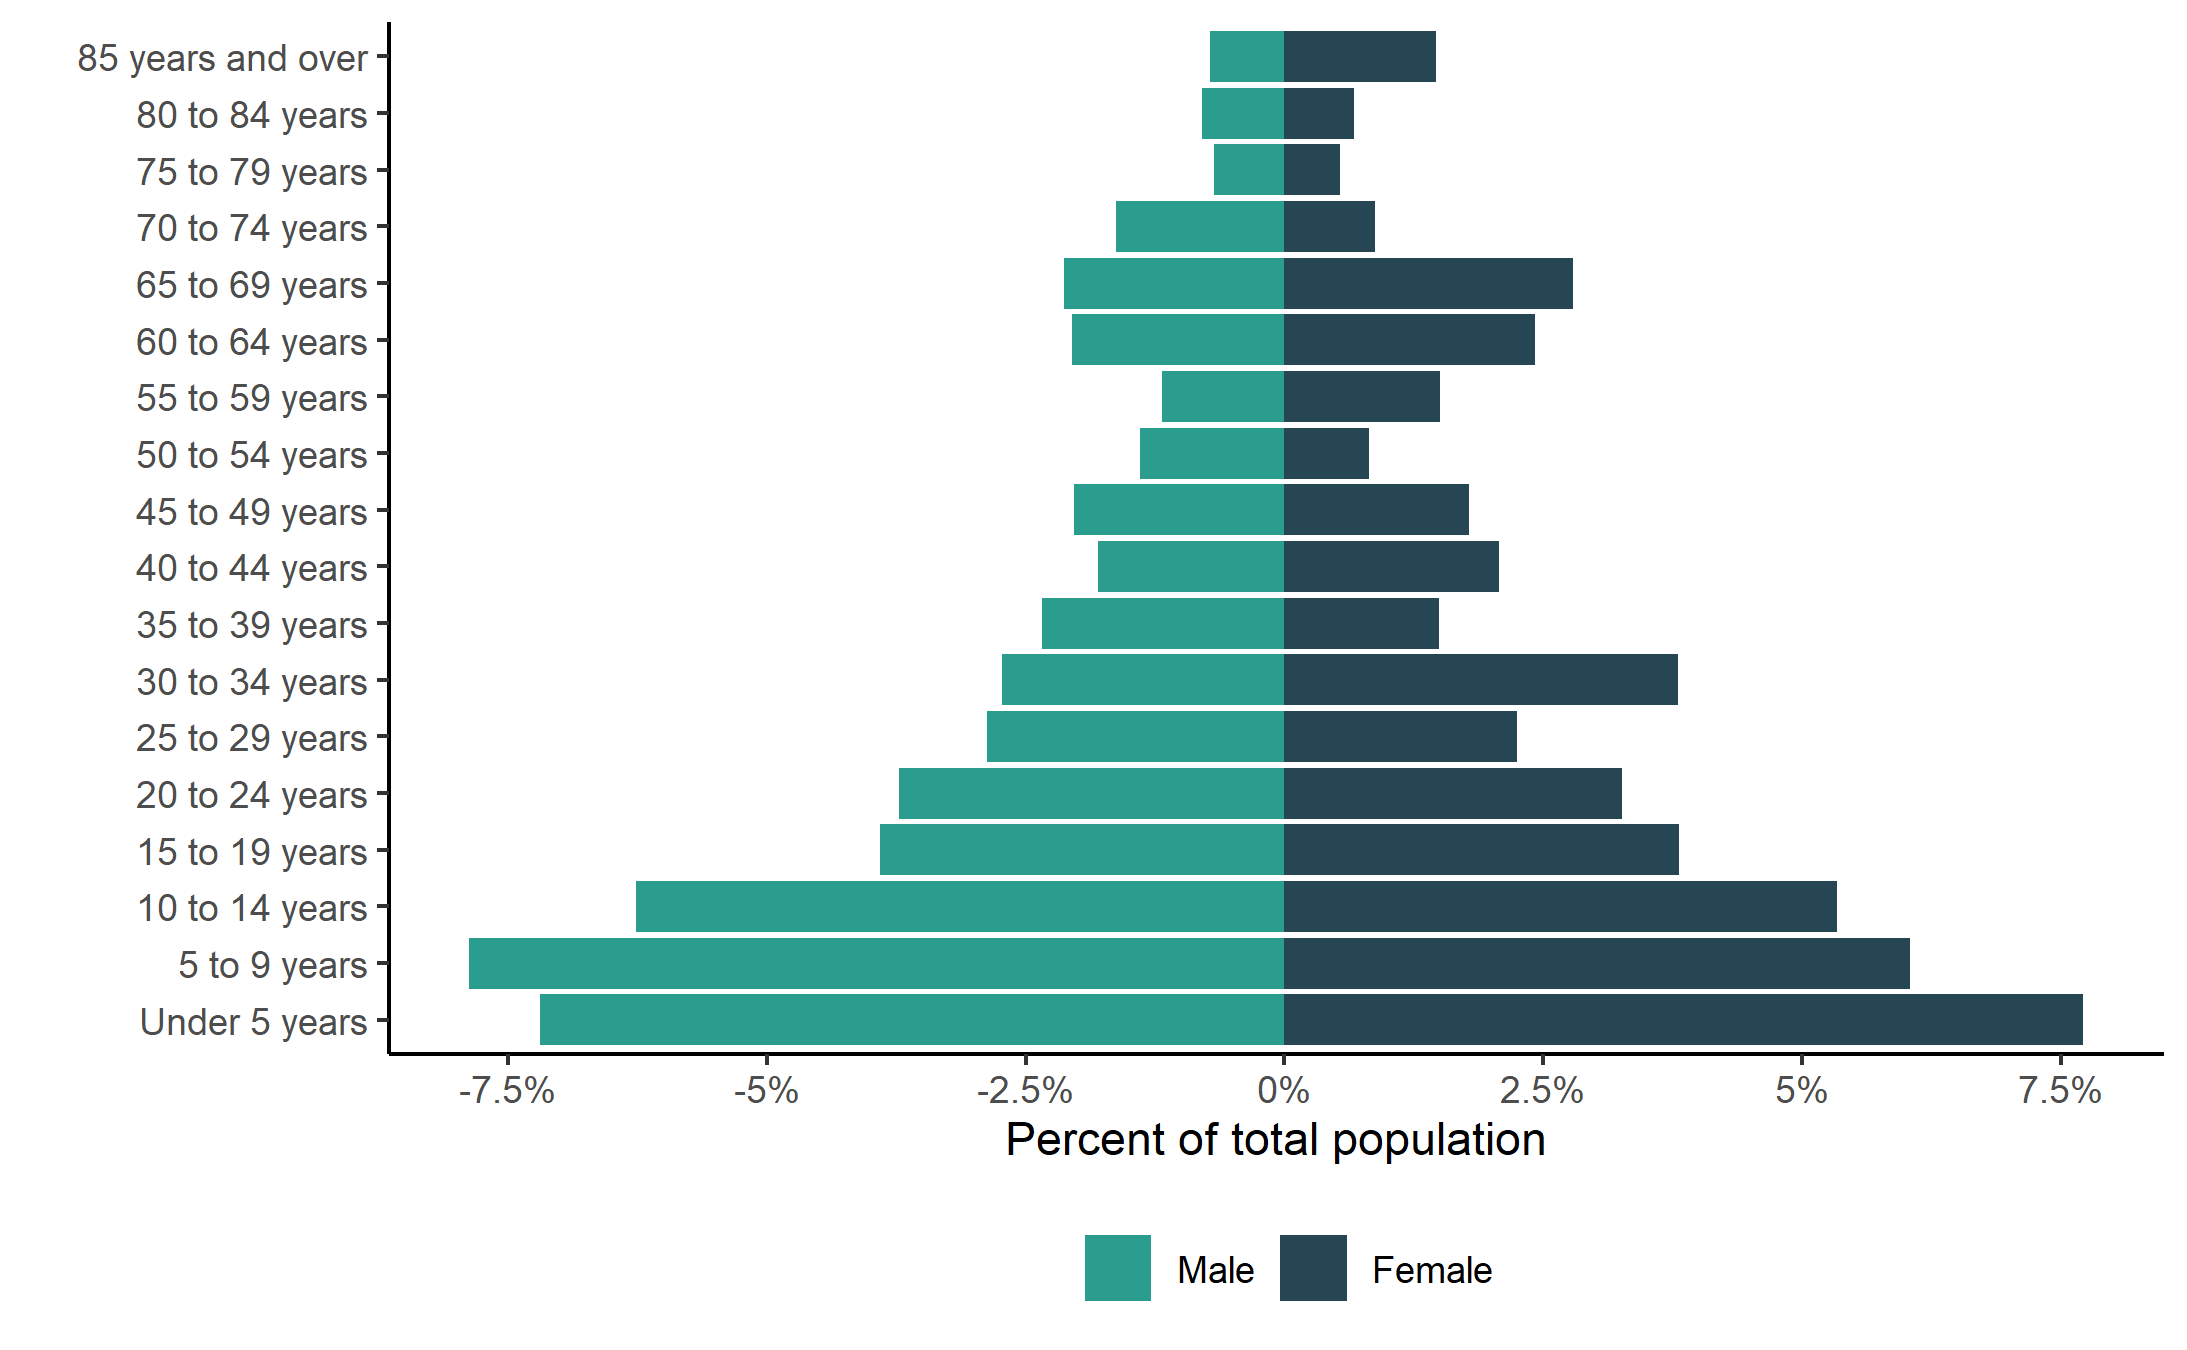 85 years and over
80 to 84 years
75 to 79 years
70 to 74 years
65 to 69 years
60 to 64 years
55 to 59 years
50 to 54 years
45 to 49 years
40 to 44 years
35 to 39 years
30 to 34 years
25 to 29 years
20 to 24 years
15 to 19 years
10 to 14 years
5 to 9 years
Under 5 years
-7.5% -5% -2.5% 0% 2.5% 5% 7.5%
Percent of total population
Male Female